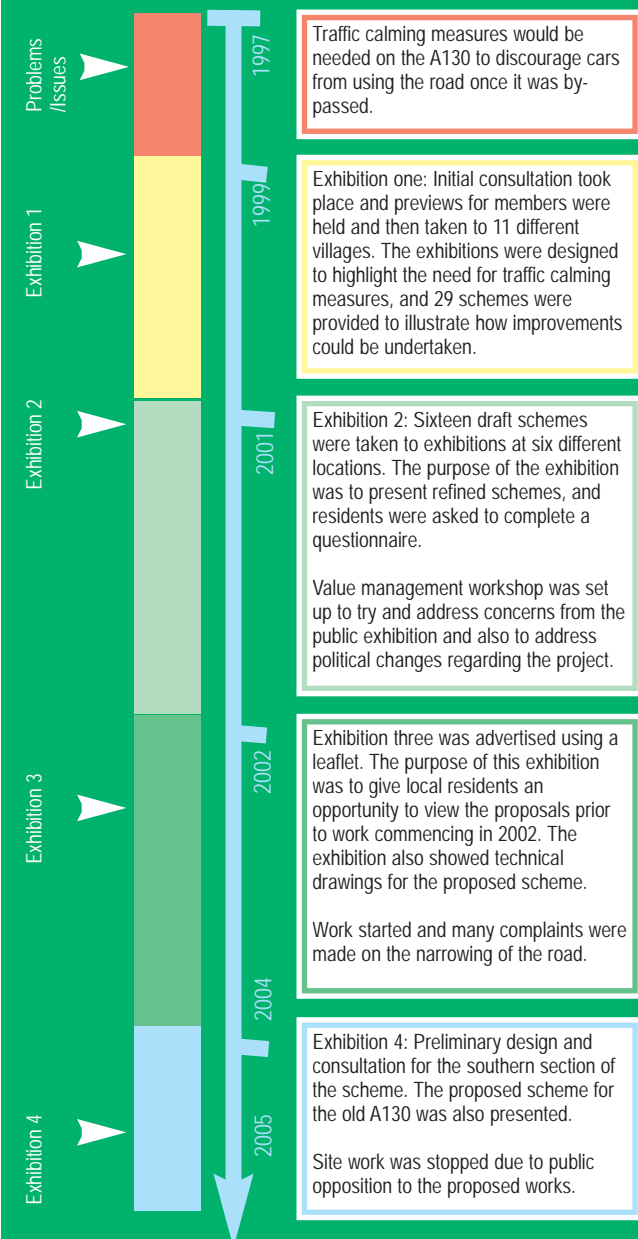 Problems
/Issues
1997
Traffic calming measures would be
needed on the A130 to discourage cars
from using the road once it was by-
passed.
Exhibition 1
1999
Exhibition one: Initial consultation took
place and previews for members were
held and then taken to 11 different
villages. The exhibitions were designed
to highlight the need for traffic calming
measures, and 29 schemes were
provided to illustrate how improvements
could be undertaken.
Exhibition 2
2001
Exhibition 2: Sixteen draft schemes
were taken to exhibitions at six different
locations. The purpose of the exhibition
was to present refined schemes, and
residents were asked to complete a
questionnaire.
Value management workshop was set
up to try and address concerns from the
public exhibition and also to address
political changes regarding the project.
Exhibition 3
2002
Exhibition three was advertised using a
leaflet. The purpose of this exhibition
was to give local residents an
opportunity to view the proposals prior
to work commencing in 2002. The
exhibition also showed technical
drawings for the proposed scheme.
Work started and many complaints were
made on the narrowing of the road.
2004
Exhibition 4
2005
Exhibition 4: Preliminary design and
consultation for the southern section of
the scheme. The proposed scheme for
the old A130 was also presented.
Site work was stopped due to public
opposition to the proposed works.